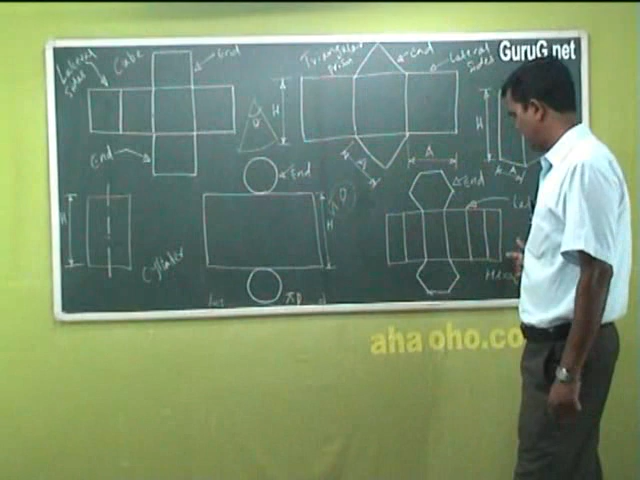 GuruG.net
Lateral
Sides
Cube
End
Triangular
Prism
End
Lateral
Sides
H
θ
H
End
A
A
End
End
H
Cylinder
H
πD
πD
aha oho.co